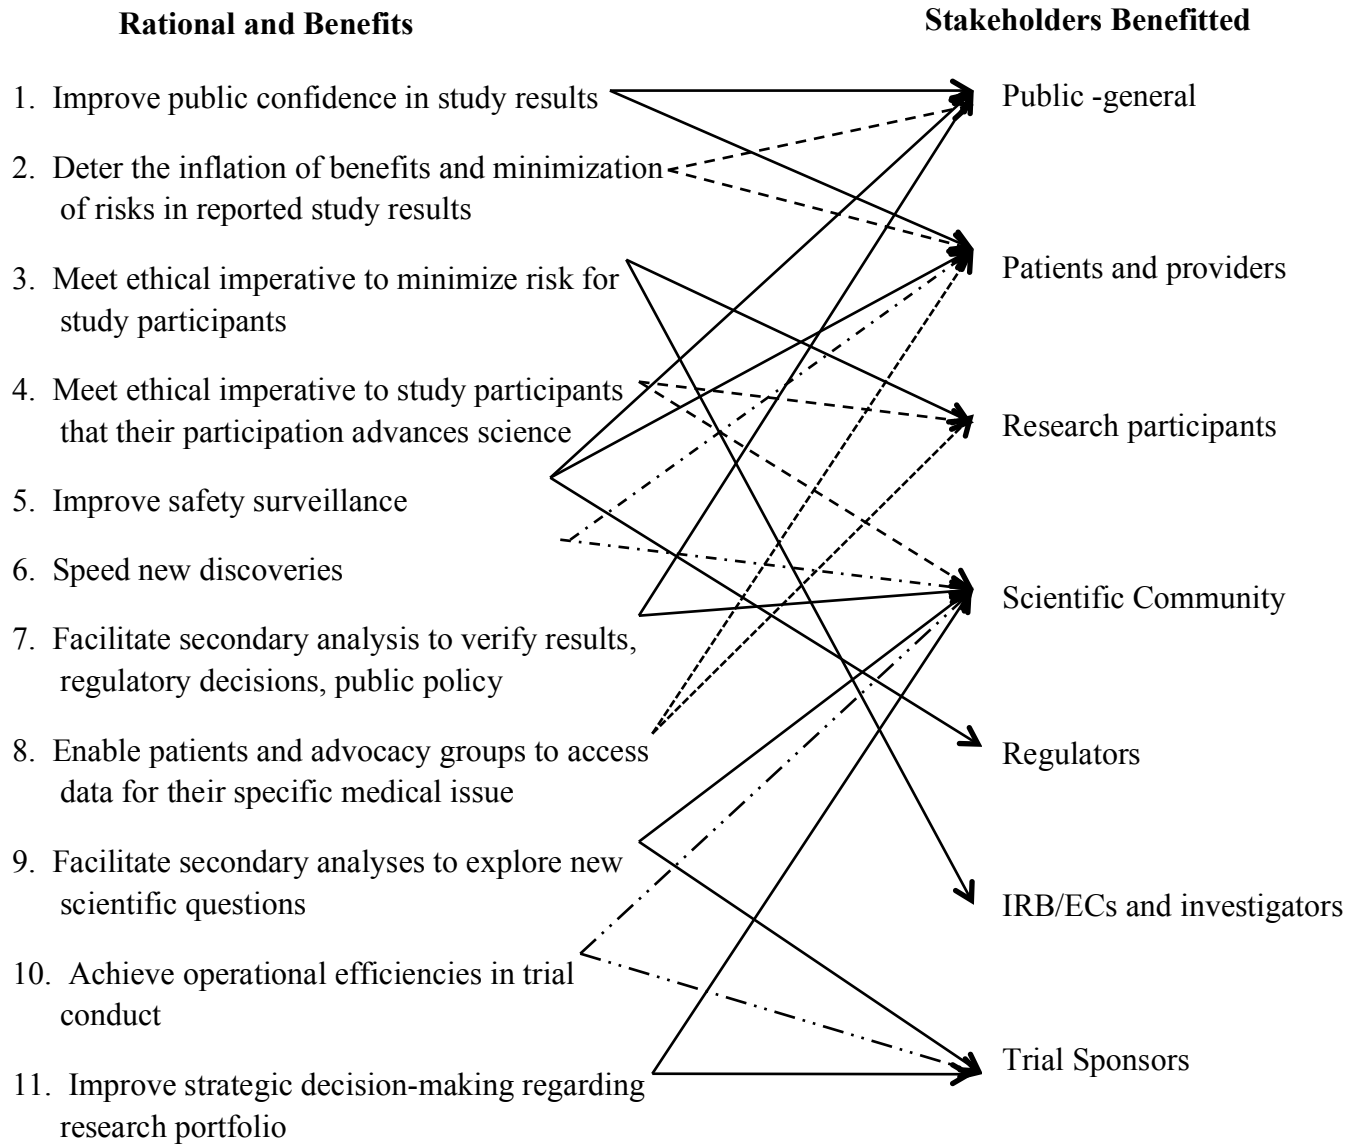 Rational and Benefits
1. Improve public confidence in study results
2. Deter the inflation of benefits and minimization
of risks in reported study results
3. Meet ethical imperative to minimize risk for
study participants
4. Meet ethical imperative to study participants
that their participation advances science
5. Improve safety surveillance
6. Speed new discoveries
7. Facilitate secondary analysis to verify results,
regulatory decisions, public policy
8. Enable patients and advocacy groups to access
data for their specific medical issue
9. Facilitate secondary analyses to explore new
scientific questions
10. Achieve operational efficiencies in trial
conduct
11. Improve strategic decision-making regarding
research portfolio
Stakeholders Benefitted
Public -general
Patients and providers
Research participants
Scientific Community
Regulators
IRB/ECs and investigators
Trial Sponsors